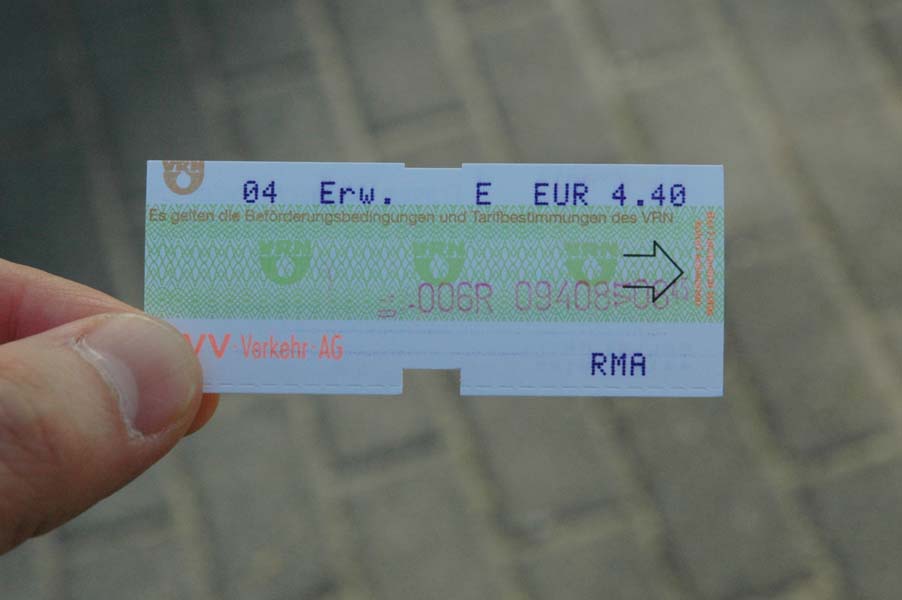 VRN
04 Erw. E EUR 4.40
Es gelten die Beförderungsbedingungen und Tarifbestimmungen des VRN
VRN VRN VRN
006R 09408
VV-Verkehr-AG
RMA